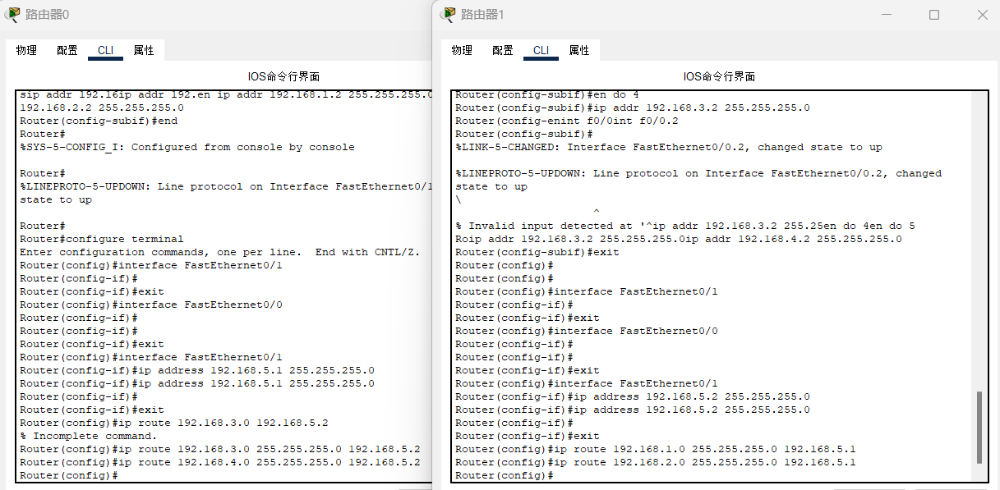 路由器0
物理 配置 CLI 属性
IOS命令行界面
sip addr 192.16ip addr 192.en ip addr 192.168.1.2 255.255.255.0
192.168.2.2 255.255.255.0
Router(config-subif)#end
Router#
%SYS-5-CONFIG_I: Configured from console by console
Router#
%LINEPROTO-5-UPDOWN: Line protocol on Interface FastEthernet0/1
state to up
Router#
Router#configure terminal
Enter configuration commands, one per line.  End with CNTL/Z.
Router(config)#interface FastEthernet0/1
Router(config-if)#
Router(config-if)#exit
Router(config)#interface FastEthernet0/0
Router(config-if)#
Router(config-if)#
Router(config-if)#exit
Router(config)#interface FastEthernet0/1
Router(config-if)#ip address 192.168.5.1 255.255.255.0
Router(config-if)#ip address 192.168.5.1 255.255.255.0
Router(config-if)#
Router(config-if)#exit
Router(config)#ip route 192.168.3.0 192.168.5.2
% Incomplete command.
Router(config)#ip route 192.168.3.0 255.255.255.0 192.168.5.2
Router(config)#ip route 192.168.4.0 255.255.255.0 192.168.5.2
Router(config)#
路由器1
物理 配置 CLI 属性
IOS命令行界面
Router(config-subif)#en do 4
Router(config-subif)#ip addr 192.168.3.2 255.255.255.0
Router(config-enint f0/0int f0/0.2
Router(config-subif)#
%LINK-5-CHANGED: Interface FastEthernet0/0.2, changed state to up
%LINEPROTO-5-UPDOWN: Line protocol on Interface FastEthernet0/0.2, changed
state to up
\
^
% Invalid input detected at '^ip addr 192.168.3.2 255.25en do 4en do 5
Roip addr 192.168.3.2 255.255.255.0ip addr 192.168.4.2 255.255.255.0
Router(config-subif)#exit
Router(config)#
Router(config)#
Router(config)#interface FastEthernet0/1
Router(config-if)#
Router(config-if)#exit
Router(config)#interface FastEthernet0/0
Router(config-if)#
Router(config-if)#
Router(config-if)#exit
Router(config)#interface FastEthernet0/1
Router(config-if)#ip address 192.168.5.2 255.255.255.0
Router(config-if)#ip address 192.168.5.2 255.255.255.0
Router(config-if)#
Router(config-if)#exit
Router(config)#ip route 192.168.1.0 255.255.255.0 192.168.5.1
Router(config)#ip route 192.168.2.0 255.255.255.0 192.168.5.1
Router(config)#